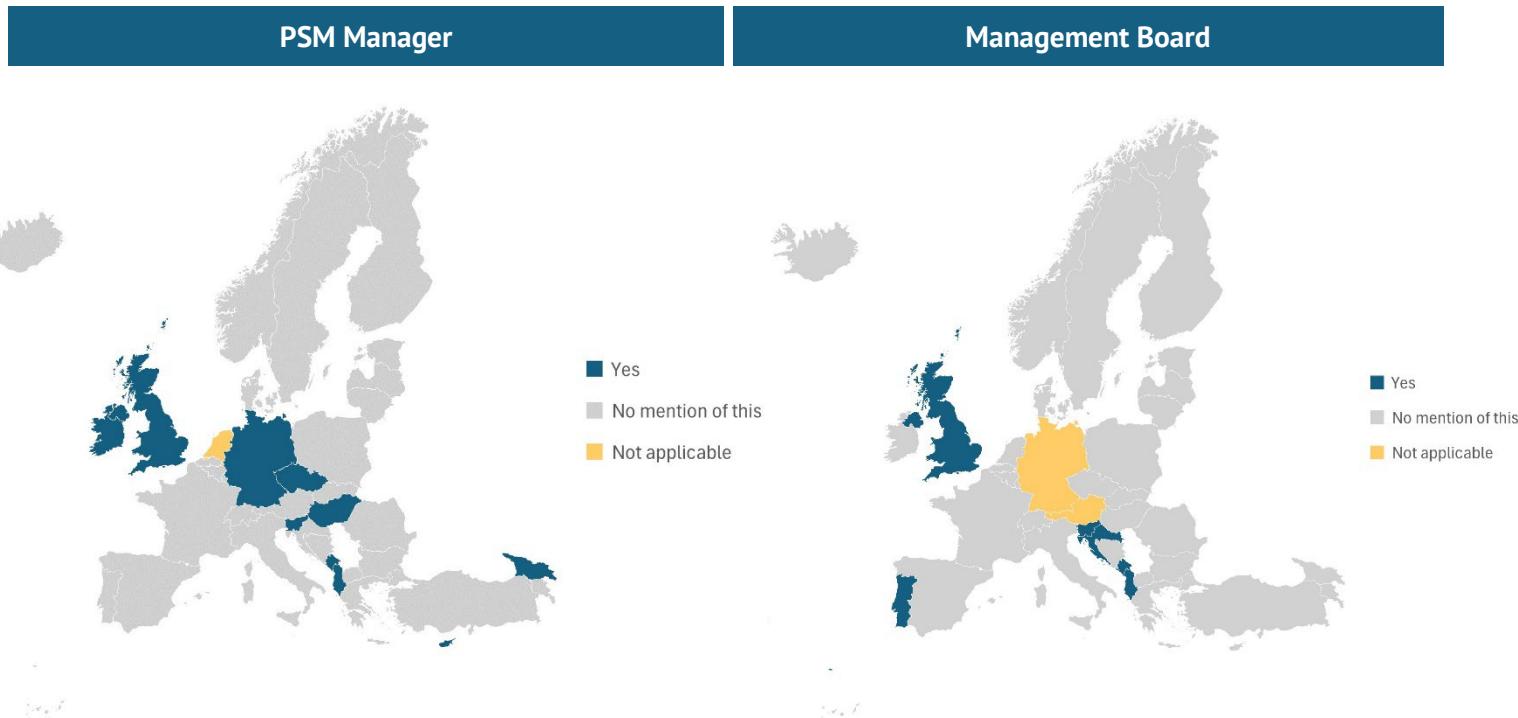 PSM Manager
Management Board
Yes
No mention of this
Not applicable
Yes
No mention of this
Not applicable